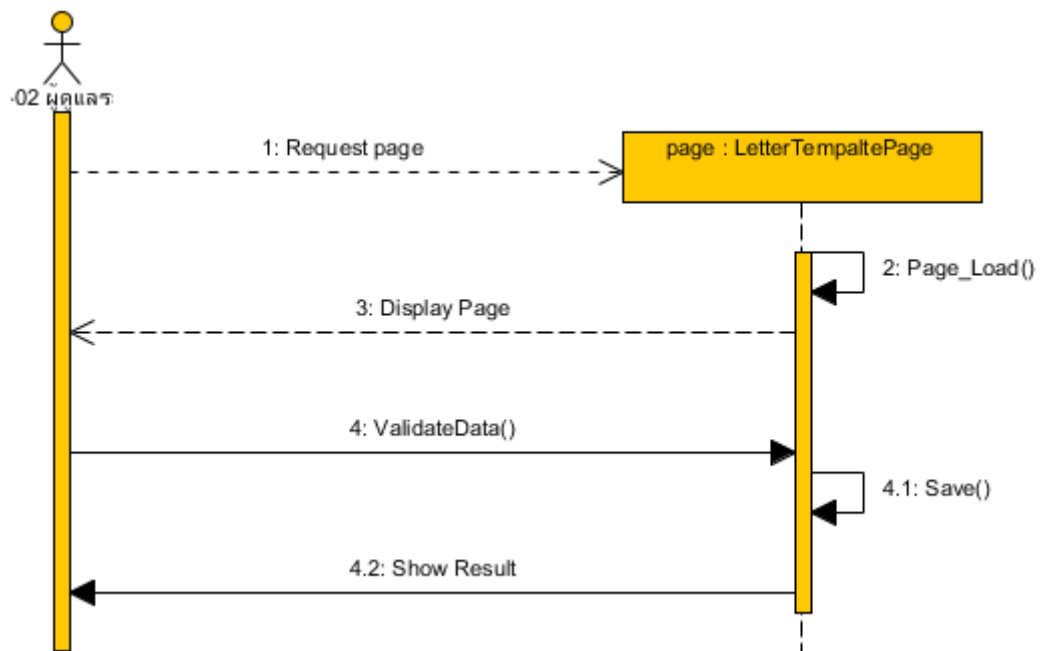 -02 ผู้ดูแลร
1: Request page
page : LetterTempaltePage
2: Page_Load()
3: Display Page
4: ValidateData()
4.1: Save()
4.2: Show Result